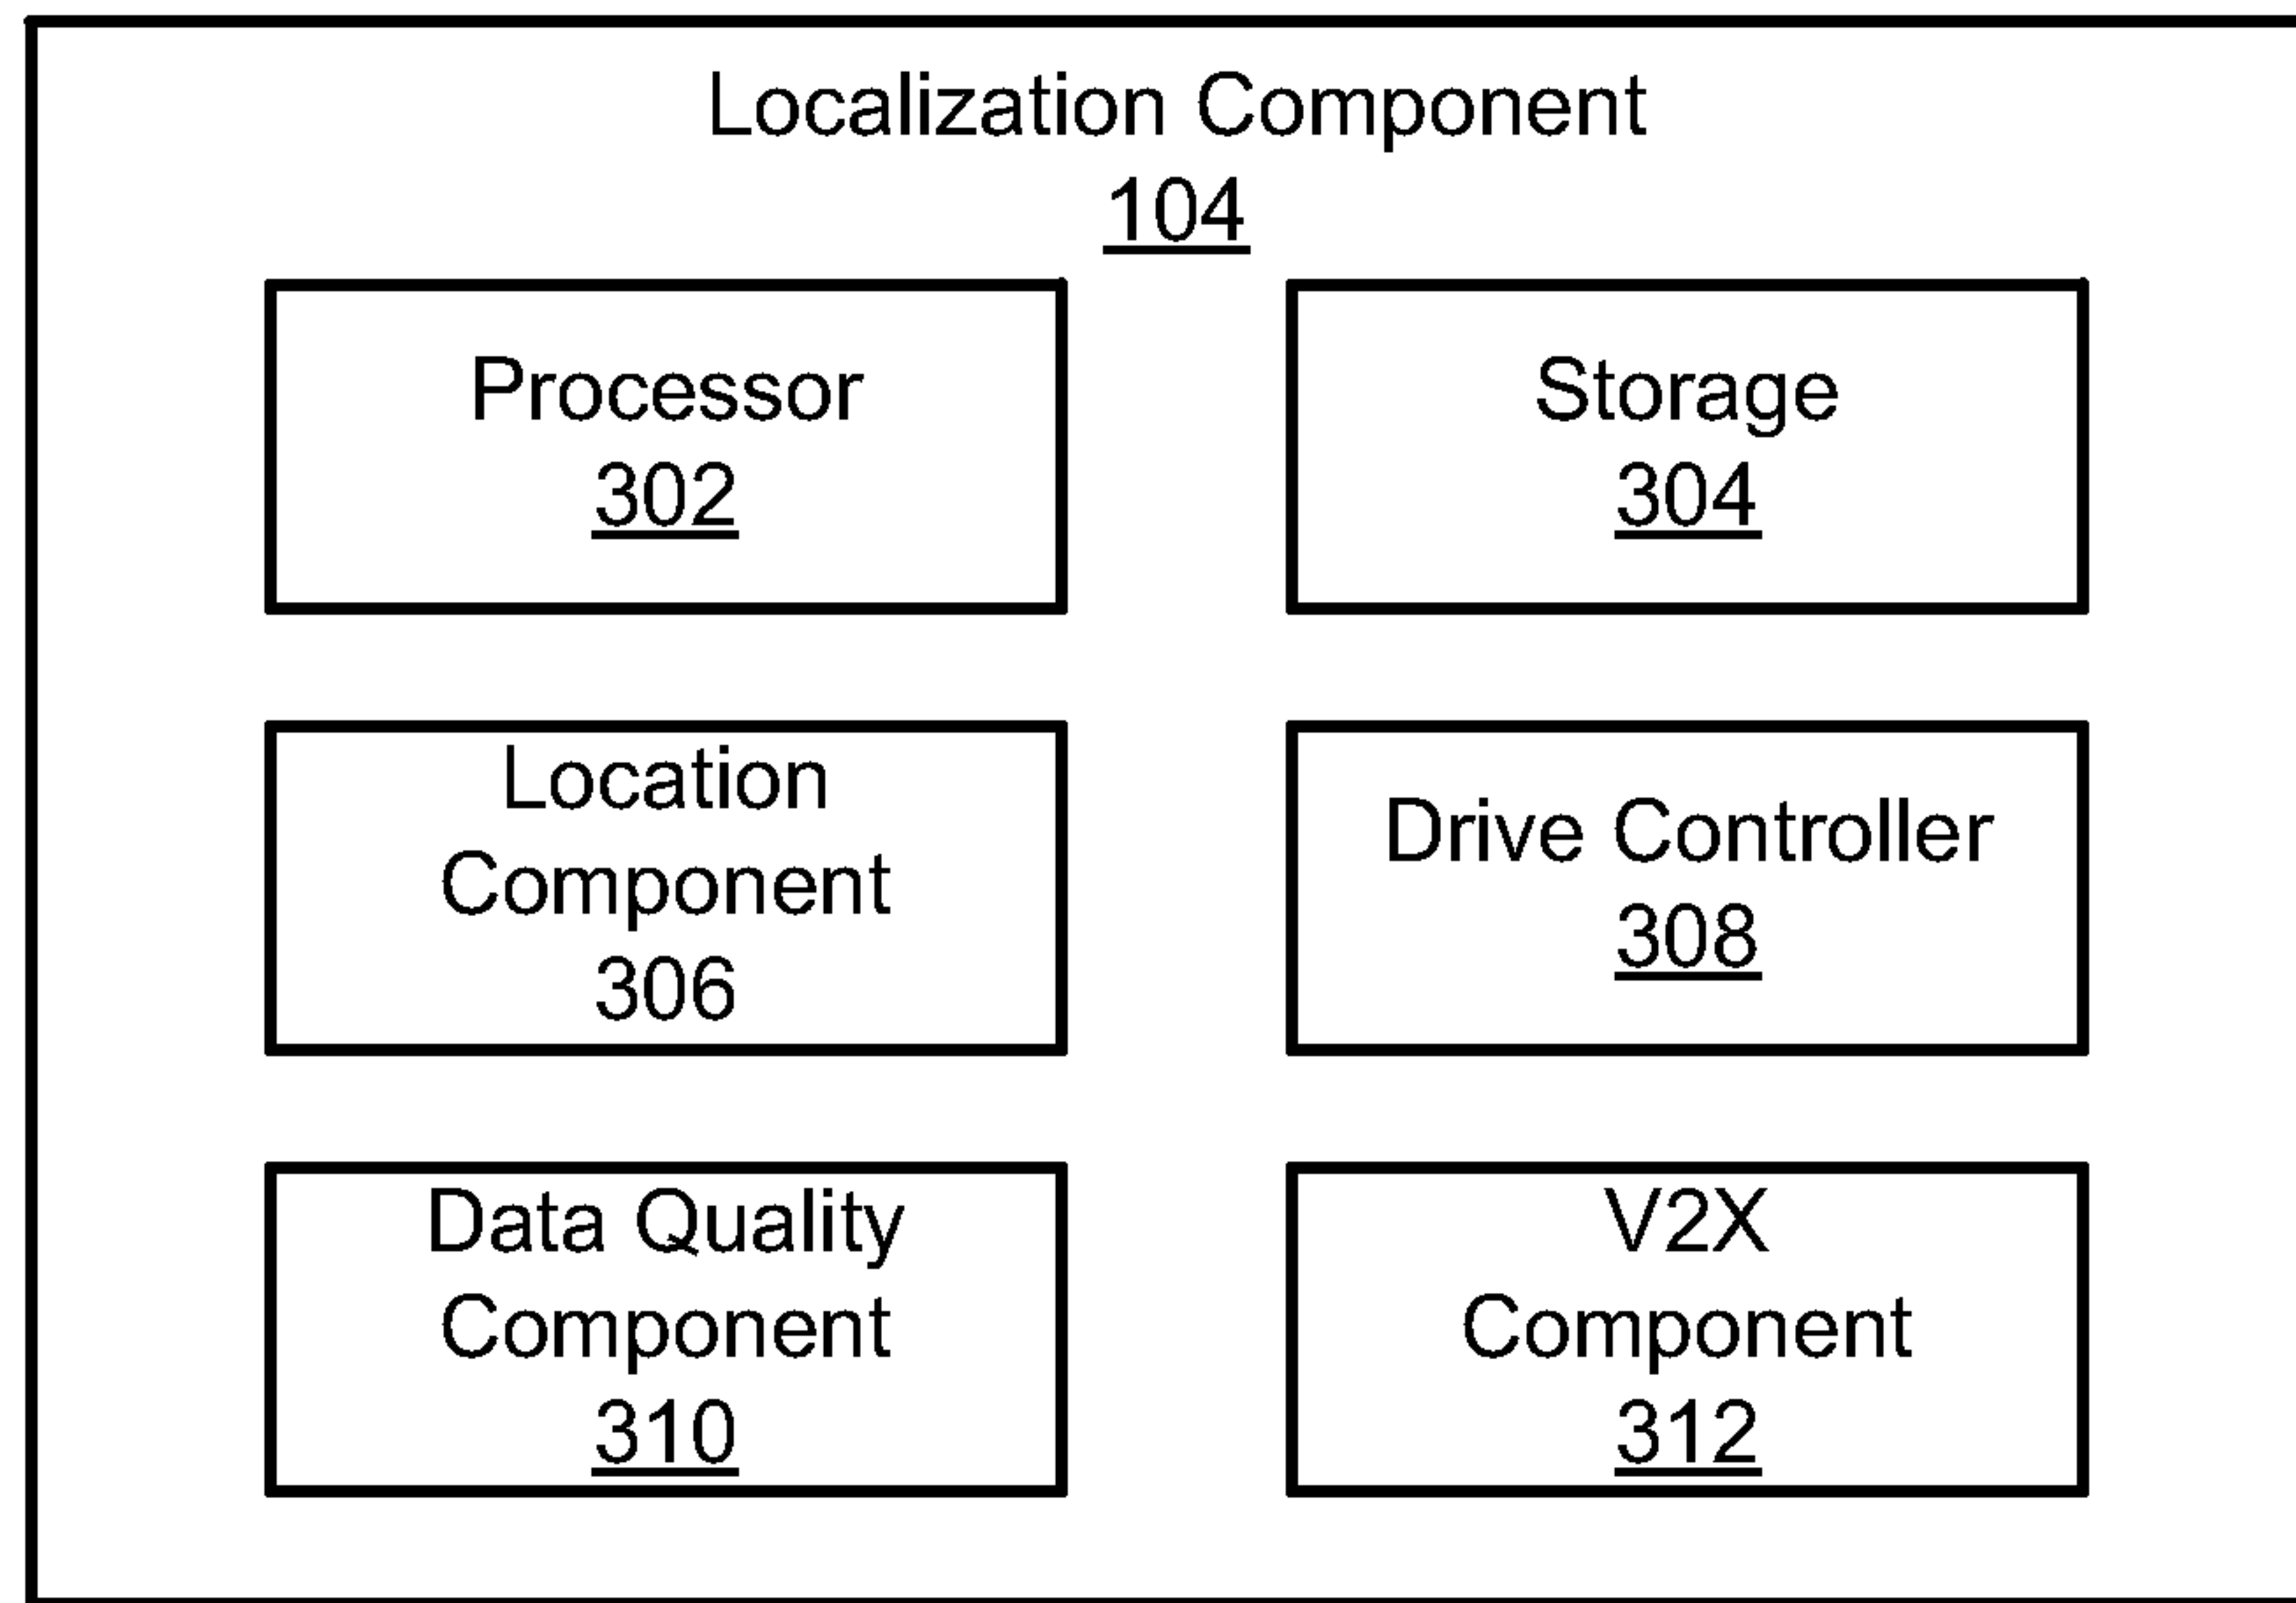 Localization Component
104
Processor
302
Storage
304
Location
Component
306
Drive Controller
308
Data Quality
Component
310
V2X
Component
312